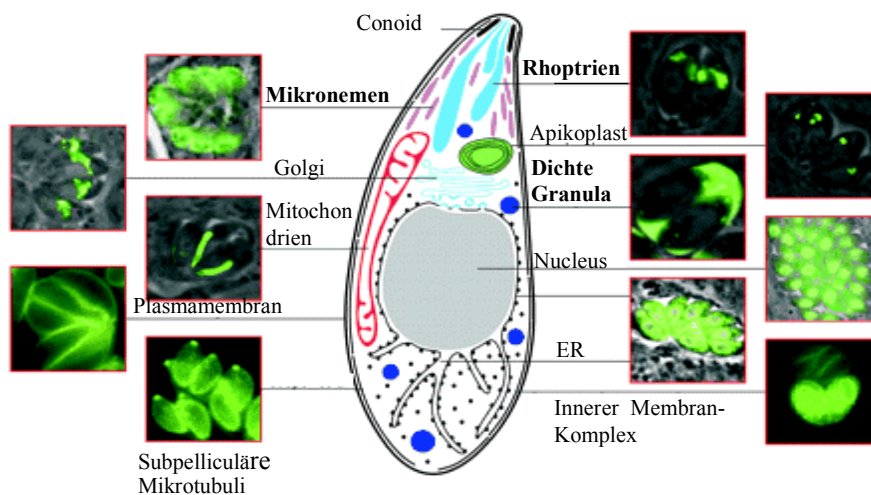 Conoid
Rhoptrien
Mikronemen
Apikoplast
Golgi
Dichte
Granula
Mitochon
drien
Nucleus
Plasmamembran
ER
Innerer Membran-
Komplex
Subpelliculäre
Mikrotubuli